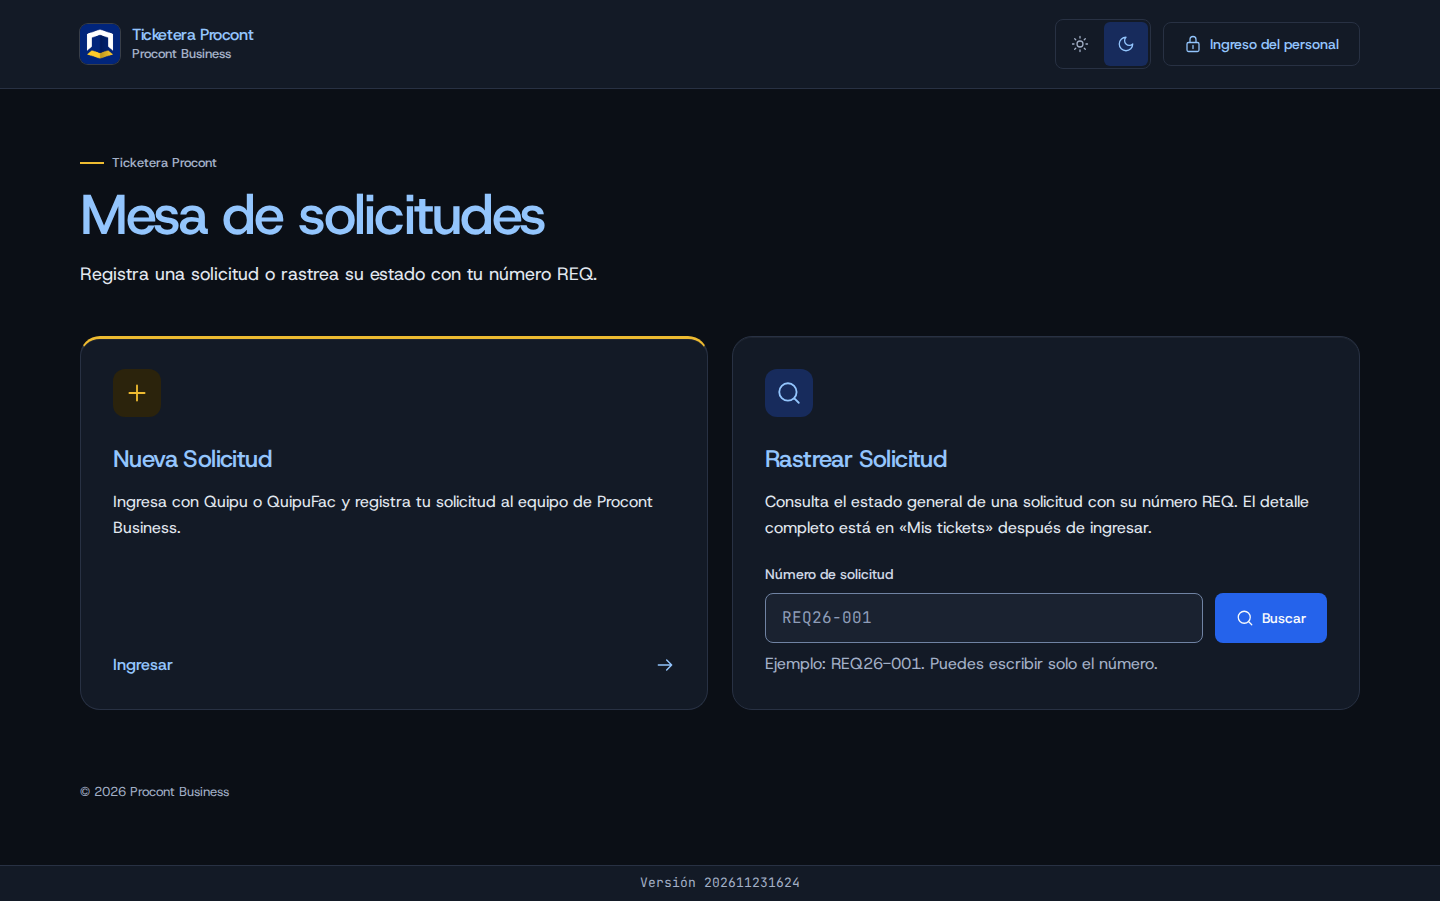 Ticketera Procont
Procont Business
Ingreso del personal
Ticketera Procont
Mesa de solicitudes
Registra una solicitud o rastrea su estado con tu número REQ.
Nueva Solicitud
Ingresa con Quipu o QuipuFac y registra tu solicitud al equipo de Procont
Business.
Ingresar
Rastrear Solicitud
Consulta el estado general de una solicitud con su número REQ. El detalle
completo está en «Mis tickets» después de ingresar.
Número de solicitud
REQ26-001
Buscar
Ejemplo: REQ26-001. Puedes escribir solo el número.
© 2026 Procont Business
Versión 202611231624